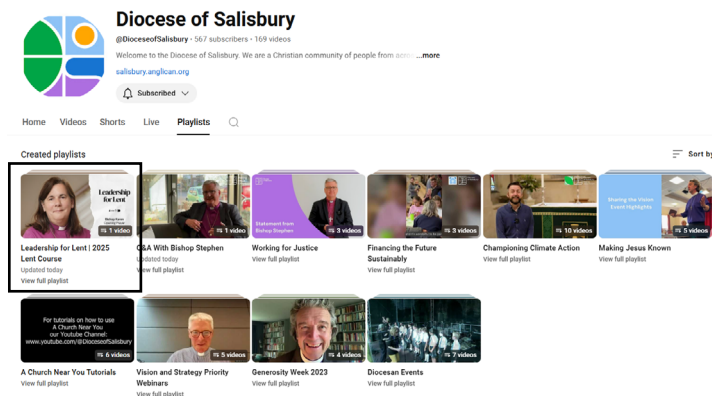 Diocese of Salisbury
@DioceseofSalisbury • 567 subscribers • 169 videos
Welcome to the Diocese of Salisbury. We are a Christian community of people from ...more
salisbury.anglican.org
Subscribed
Home Videos Shorts Live Playlists
Created playlists
Sort by
Leadership
for Lent
1 video
1 video
Statement from
Bishop Stephen
3 videos
3 videos
10 videos
Sharing the Vision
Event Highlights
5 videos
Leadership for Lent | 2025
Lent Course
Updated today
View full playlist
Q&A With Bishop Stephen
Updated today
View full playlist
Working for Justice
View full playlist
Financing the Future
Sustainably
View full playlist
Championing Climate Action
View full playlist
Making Jesus Known
View full playlist
For tutorials on how to use
A Church Near You
our Youtube Channel:
www.youtube.com/@DioceseofSalisbury
6 videos
5 videos
4 videos
7 videos
A Church Near You Tutorials
View full playlist
Vision and Strategy Priority
Webinars
View full playlist
Generosity Week 2023
View full playlist
Diocesan Events
View full playlist